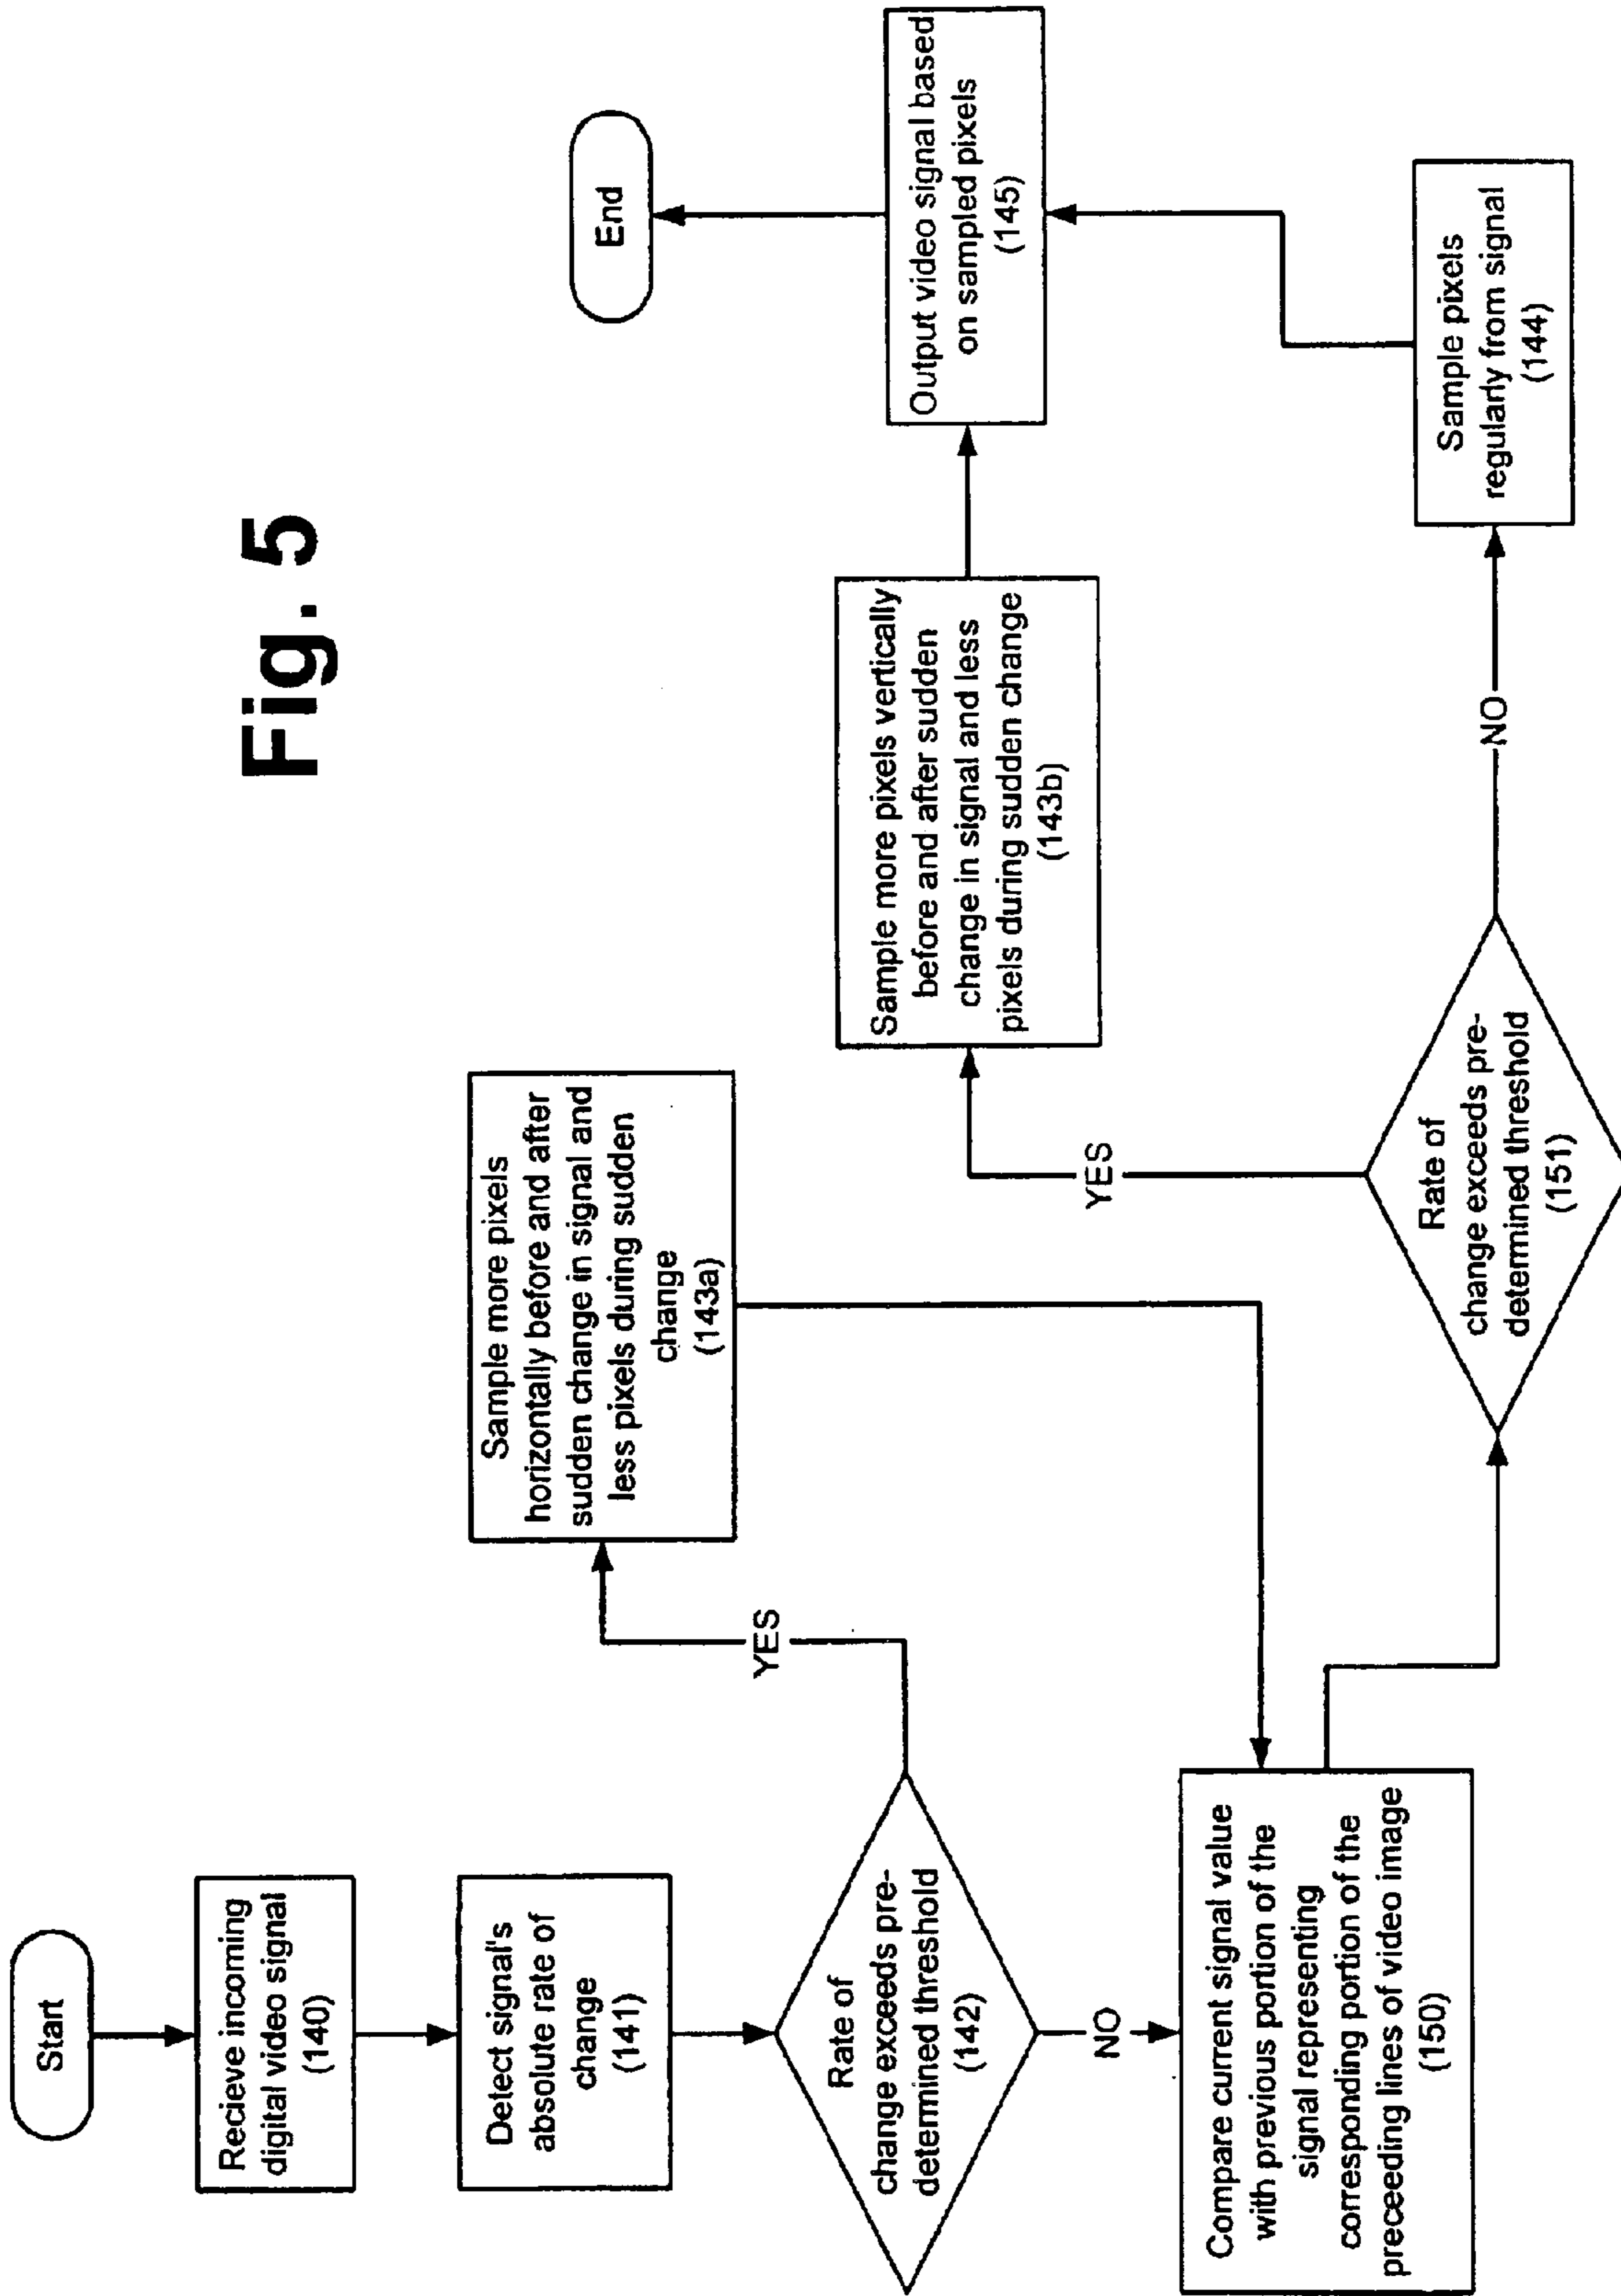 Fig. 5
Start
Recieve incoming
digital video signal
(140)
Detect signal's
absolute rate of
change
(141)
Rate of
change exceeds pre-
determined threshold
(142)
YES
NO
Sample more pixels
horizontally before and after
sudden change in signal and
less pixels during sudden
change
(143a)
Compare current signal value
with previous portion of the
signal representing
corresponding portion of the
preceeding lines of video image
(150)
Rate of
change exceeds pre-
determined threshold
(151)
YES
NO
Sample more pixels vertically
before and after sudden
change in signal and less
pixels during sudden change
(143b)
Sample pixels
regularly from signal
(144)
Output video signal based
on sampled pixels
(145)
End